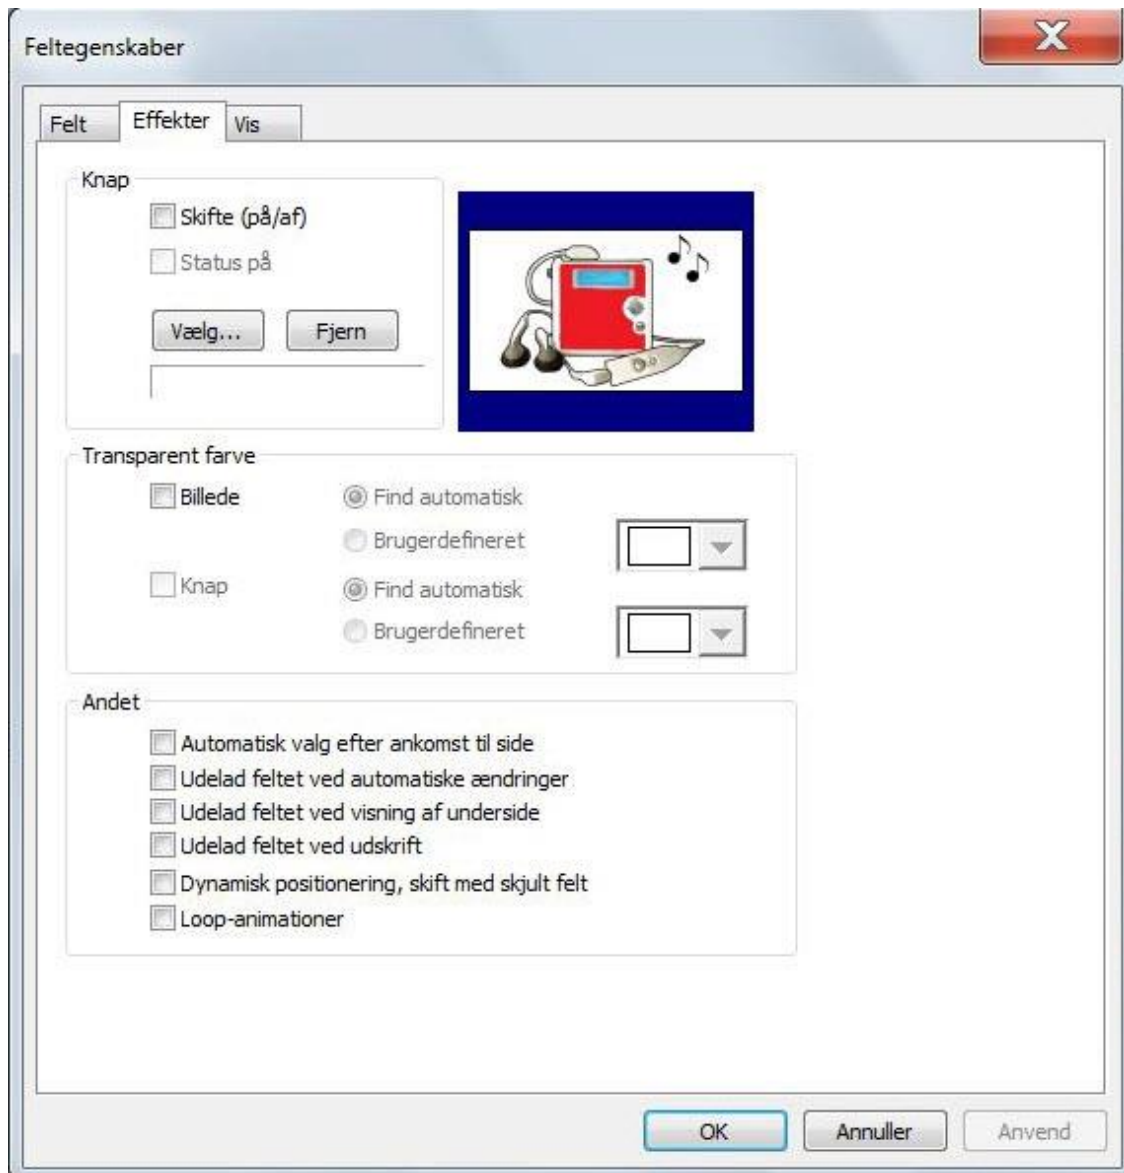 Feltegenskaber
Felt Effekter Vis
Knap
Skifte (på/af)
Status på
Vælg... Fjern
Transparent farve
Billede Find automatisk
Brugerdefineret
Knap Find automatisk
Brugerdefineret
Andet
Automatisk valg efter ankomst til side
Udelad feltet ved automatiske ændringer
Udelad feltet ved visning af underside
Udelad feltet ved udskrift
Dynamisk positionering, skift med skjult felt
Loop-animationer
OK Annuller Anvend